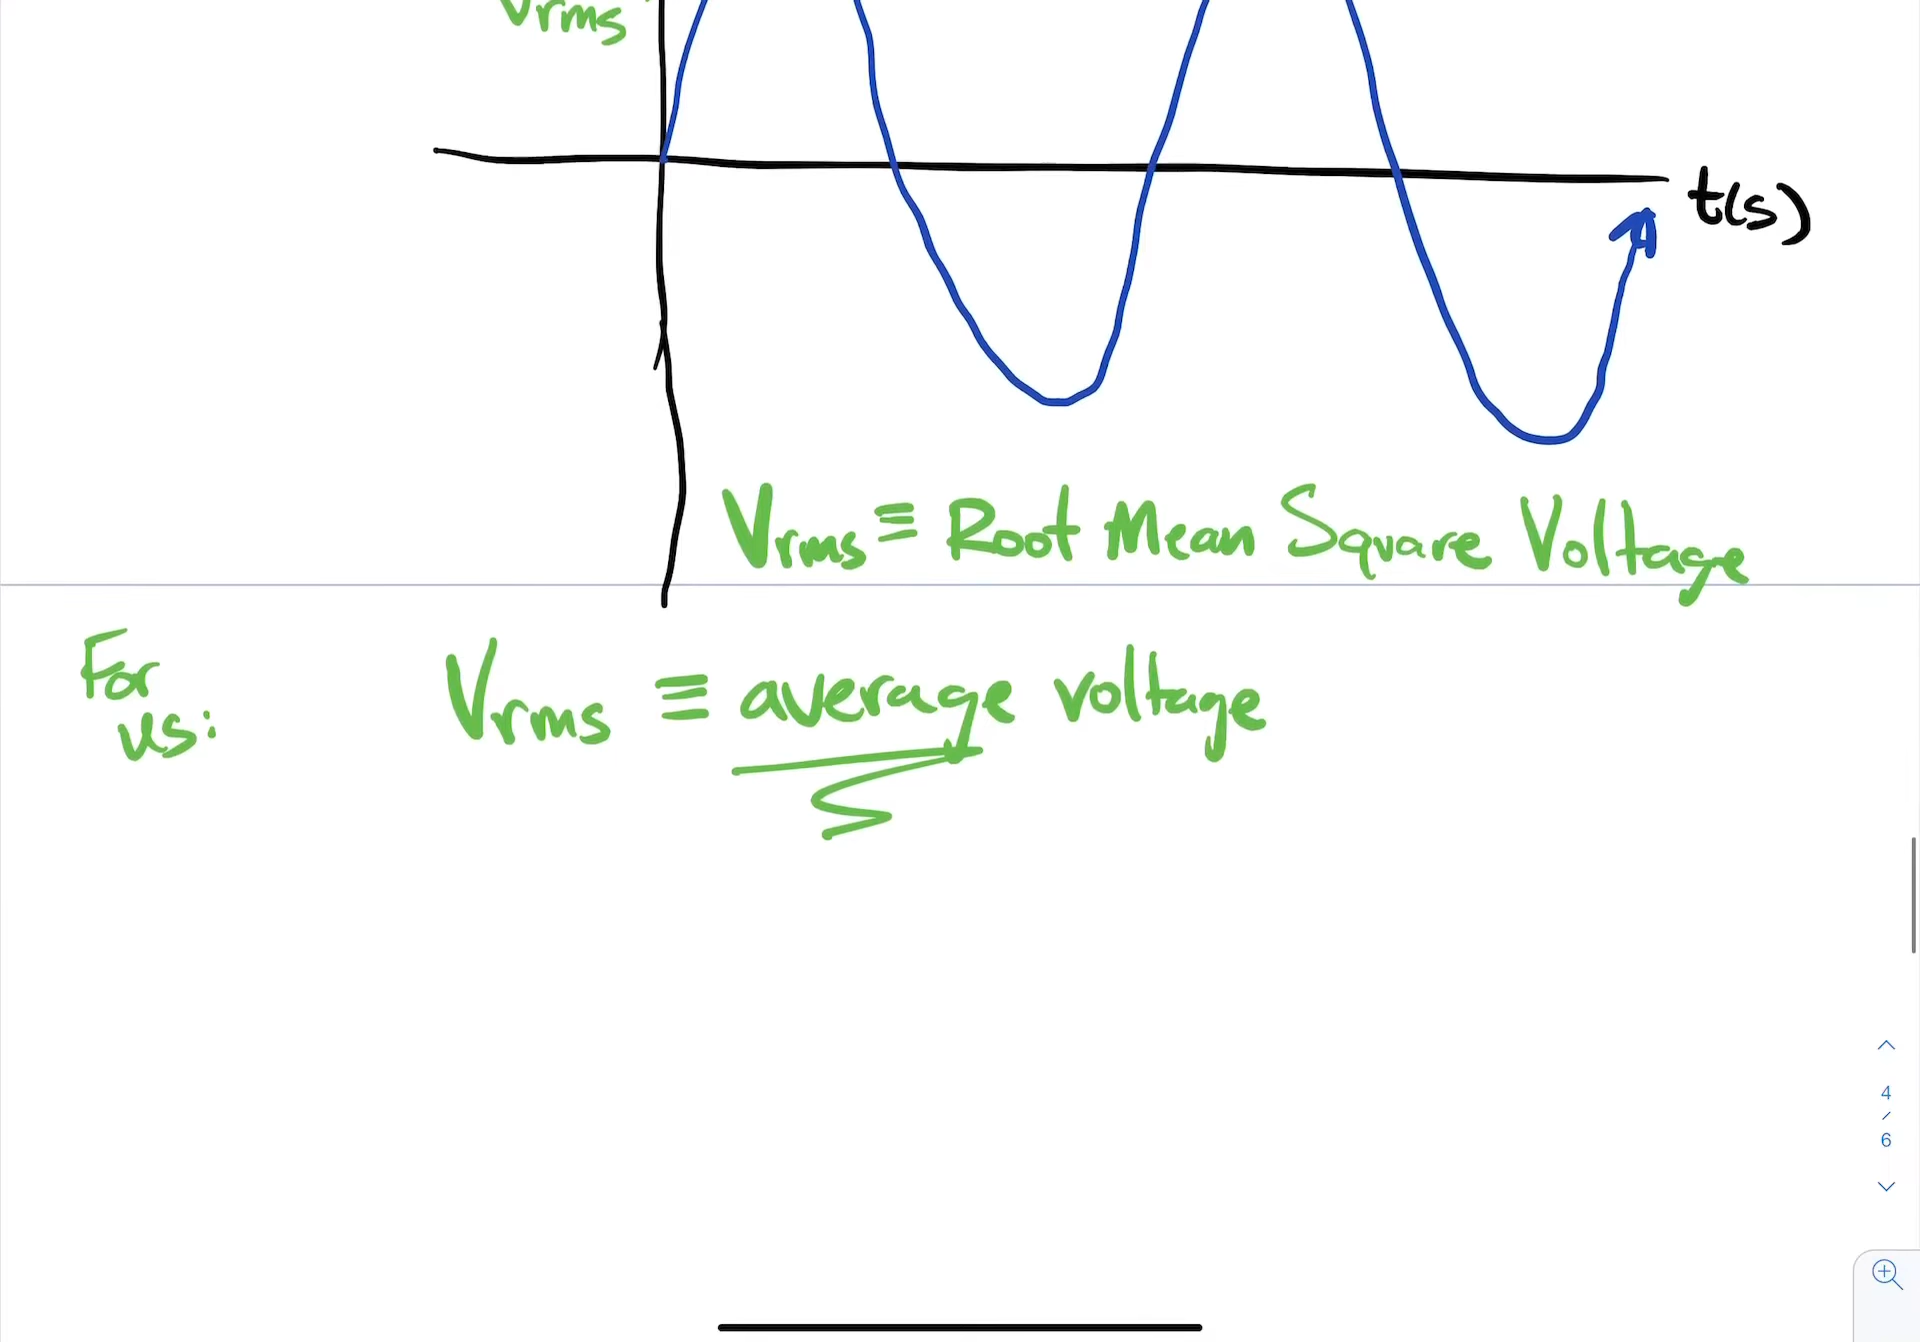 Vrms
t(s)
Vrms ≡ Root Mean Square Voltage
For
us:
Vrms ≡ average voltage
4
/
6